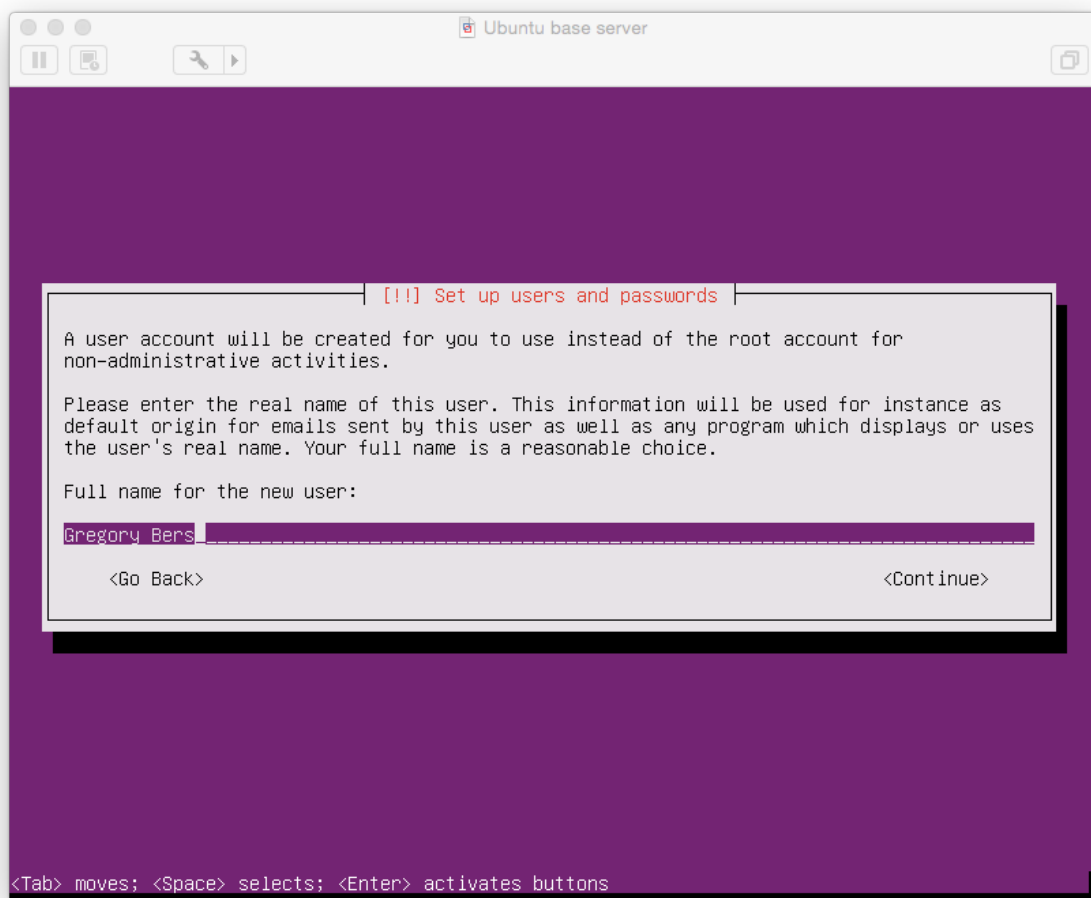 Ubuntu base server
[!!] Set up users and passwords
A user account will be created for you to use instead of the root account for
non-administrative activities.
Please enter the real name of this user. This information will be used for instance as
default origin for emails sent by this user as well as any program which displays or uses
the user's real name. Your full name is a reasonable choice.
Full name for the new user:
Gregory Bers
<Go Back> <Continue>
<Tab> moves; <Space> selects; <Enter> activates buttons